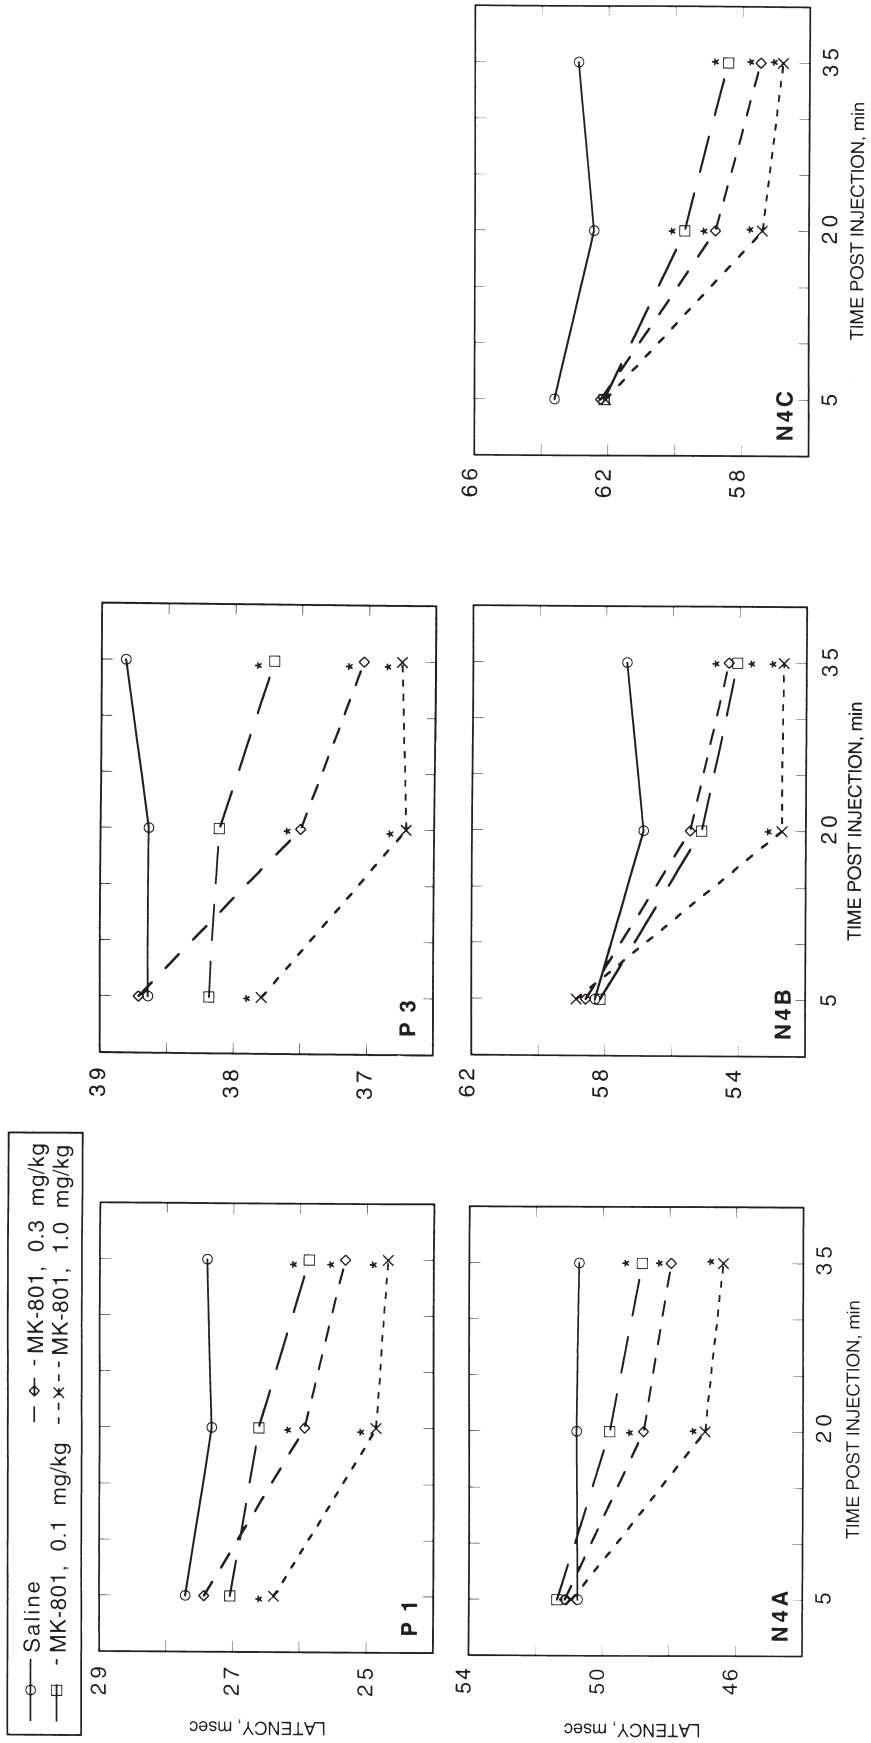 Saline
MK-801, 0.1 mg/kg
MK-801, 0.3 mg/kg
MK-801, 1.0 mg/kg
LATENCY, msec
29
27
25
P1
39
38
37
P3
LATENCY, msec
54
50
46
N4A
5
20
35
TIME POST INJECTION, min
62
58
54
N4B
5
20
35
TIME POST INJECTION, min
66
62
58
N4C
5
20
35
TIME POST INJECTION, min